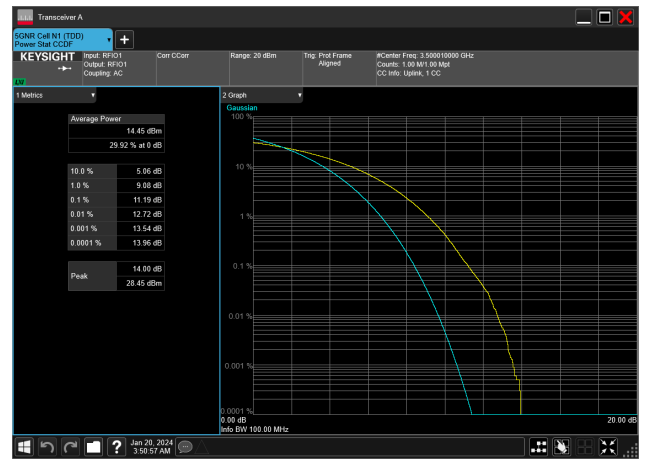 Transceiver A
5GNR Cell N1 (TDD)
Power Stat CCDF
KEYSIGHT
Input: RFIO1
Output: RFIO1
Coupling: AC
Corr CCorr
Range: 20 dBm
Trig: Prot Frame
Aligned
#Center Freq: 3.500010000 GHz
Counts: 1.00 M/1.00 Mpt
CC Info: Uplink, 1 CC
LXI
1 Metrics
Average Power
14.45 dBm
29.92 % at 0 dB
10.0 % 5.06 dB
1.0 % 9.08 dB
0.1 % 11.19 dB
0.01 % 12.72 dB
0.001 % 13.54 dB
0.0001 % 13.96 dB
Peak
14.00 dB
28.45 dBm
2 Graph
Gaussian
100 %
10 %
1 %
0.1 %
0.01 %
0.001 %
0.0001 %
0.00 dB
20.00 dB
Info BW 100.00 MHz
?
Jan 20, 2024
3:50:57 AM